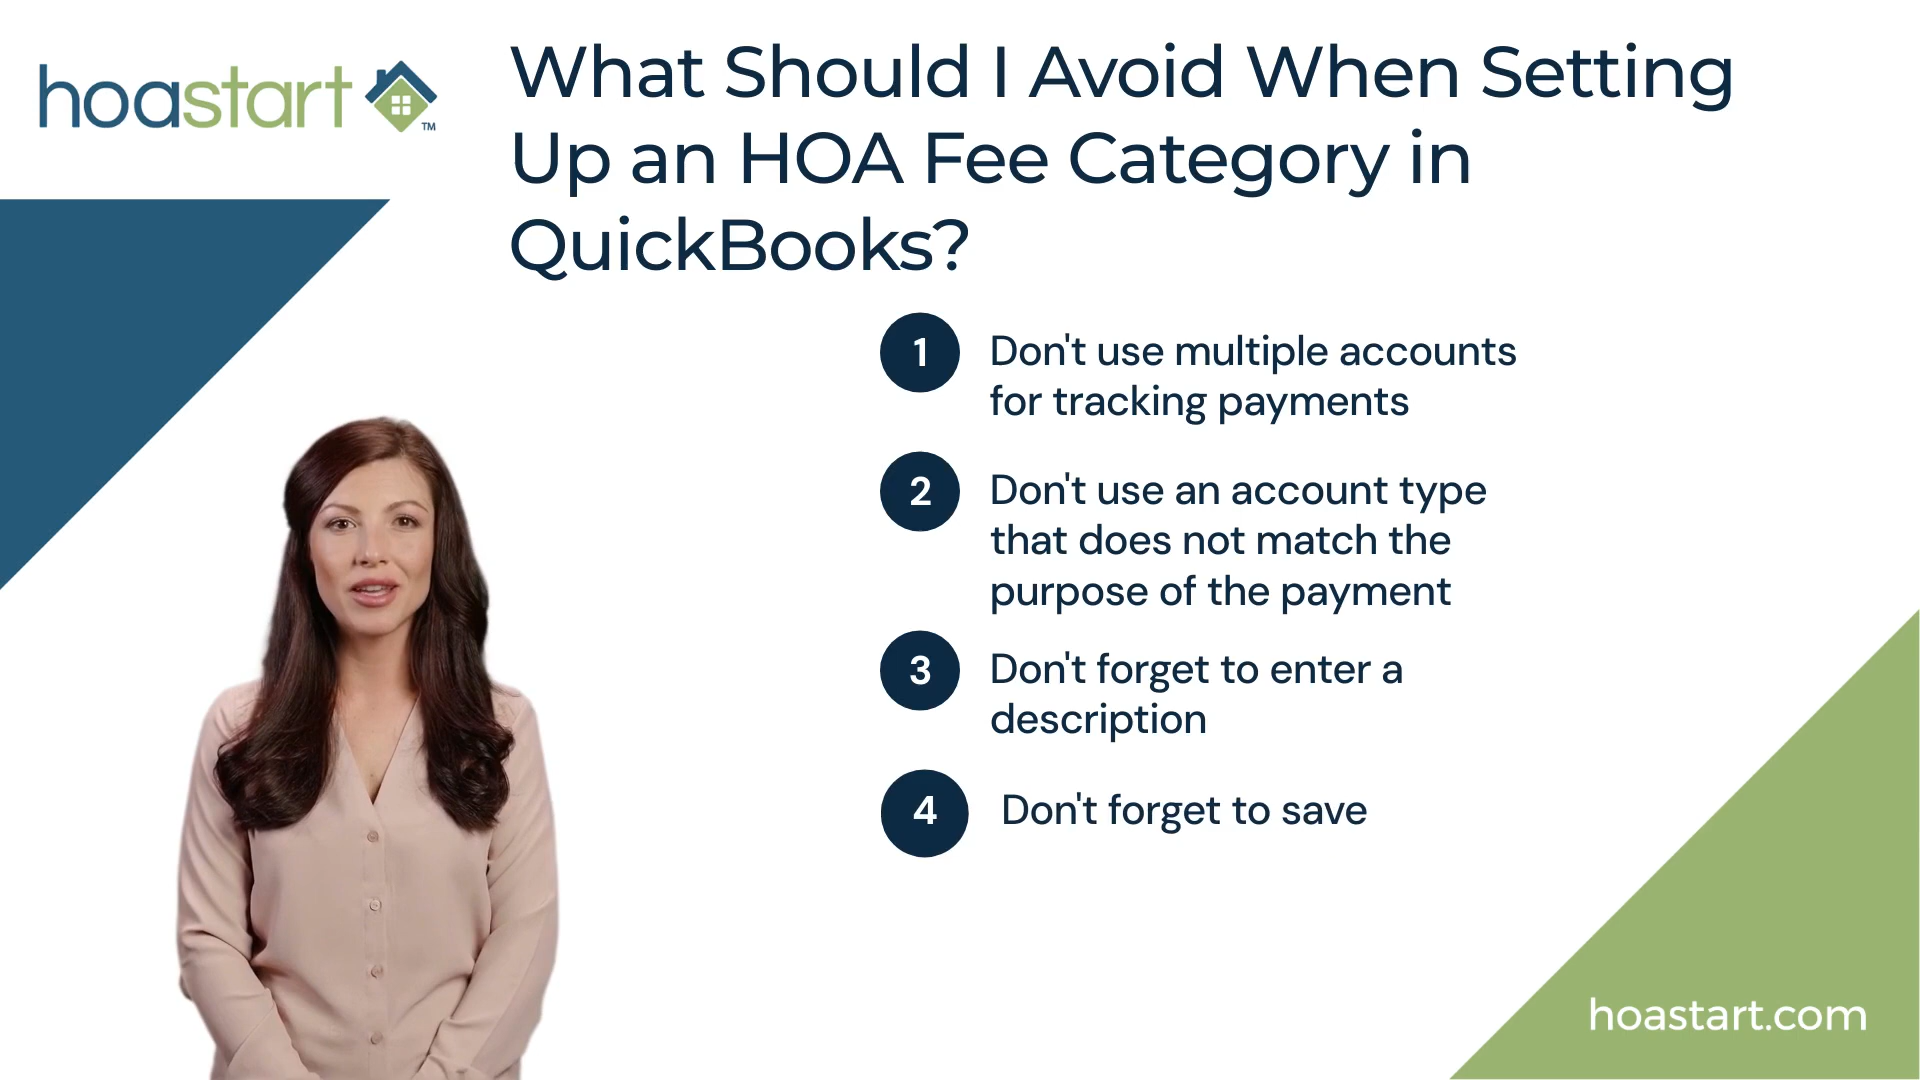 hoastart
TM
What Should I Avoid When Setting
Up an HOA Fee Category in
QuickBooks?
1 Don't use multiple accounts
for tracking payments
2 Don't use an account type
that does not match the
purpose of the payment
3 Don't forget to enter a
description
4 Don't forget to save
hoastart.com